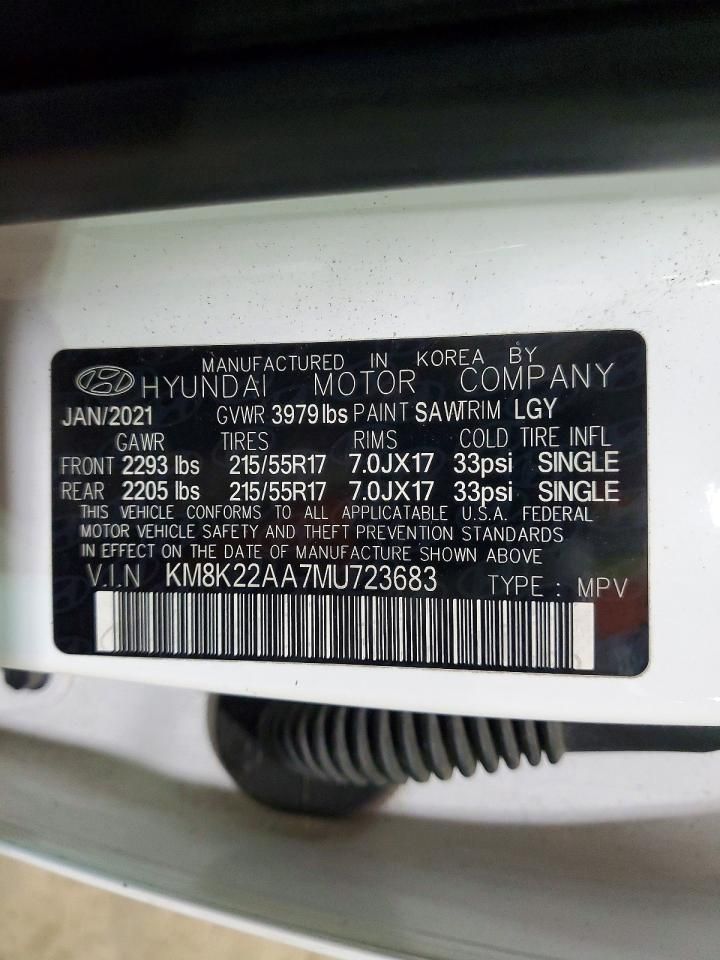 MANUFACTURED IN KOREA BY
HYUNDAI MOTOR COMPANY
JAN/2021 GVWR 3979 lbs PAINT SAW TRIM LGY
GAWR TIRES RIMS COLD TIRE INFL
FRONT 2293 lbs 215/55R17 7.0JX17 33psi SINGLE
REAR 2205 lbs 215/55R17 7.0JX17 33psi SINGLE
THIS VEHICLE CONFORMS TO ALL APPLICATABLE U.S.A. FEDERAL
MOTOR VEHICLE SAFETY AND THEFT PREVENTION STANDARDS
IN EFFECT ON THE DATE OF MANUFACTURE SHOWN ABOVE
V.I.N KM8K22AA7MU723683 TYPE : MPV